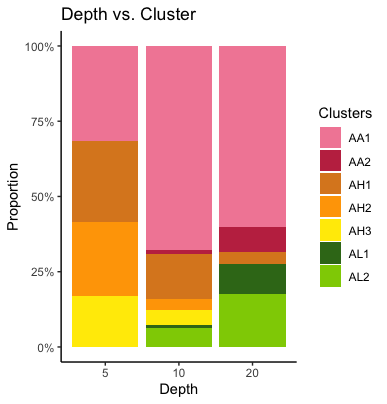 Depth vs. Cluster
100%
75%
50%
25%
0%
Proportion
5 10 20
Depth
Clusters
AA1
AA2
AH1
AH2
AH3
AL1
AL2